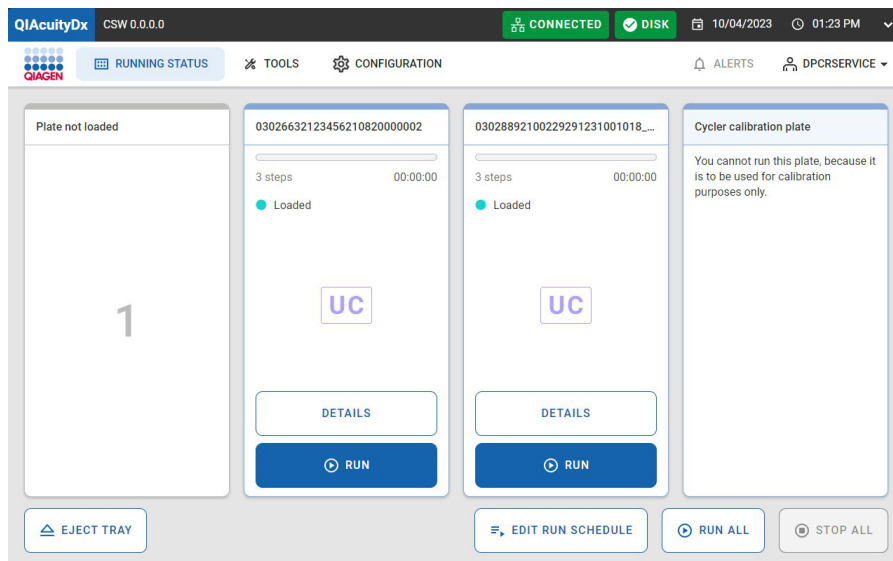 QIAcuityDx CSW 0.0.0.0 CONNECTED DISK 10/04/2023 01:23 PM
QIAGEN RUNNING STATUS TOOLS CONFIGURATION ALERTS DPCRSERVICE
Plate not loaded
1
03026632123456210820000002
3 steps 00:00:00
Loaded
UC
DETAILS
RUN
03028892100229291231001018_...
3 steps 00:00:00
Loaded
UC
DETAILS
RUN
Cycler calibration plate
You cannot run this plate, because it
is to be used for calibration
purposes only.
EJECT TRAY EDIT RUN SCHEDULE RUN ALL STOP ALL